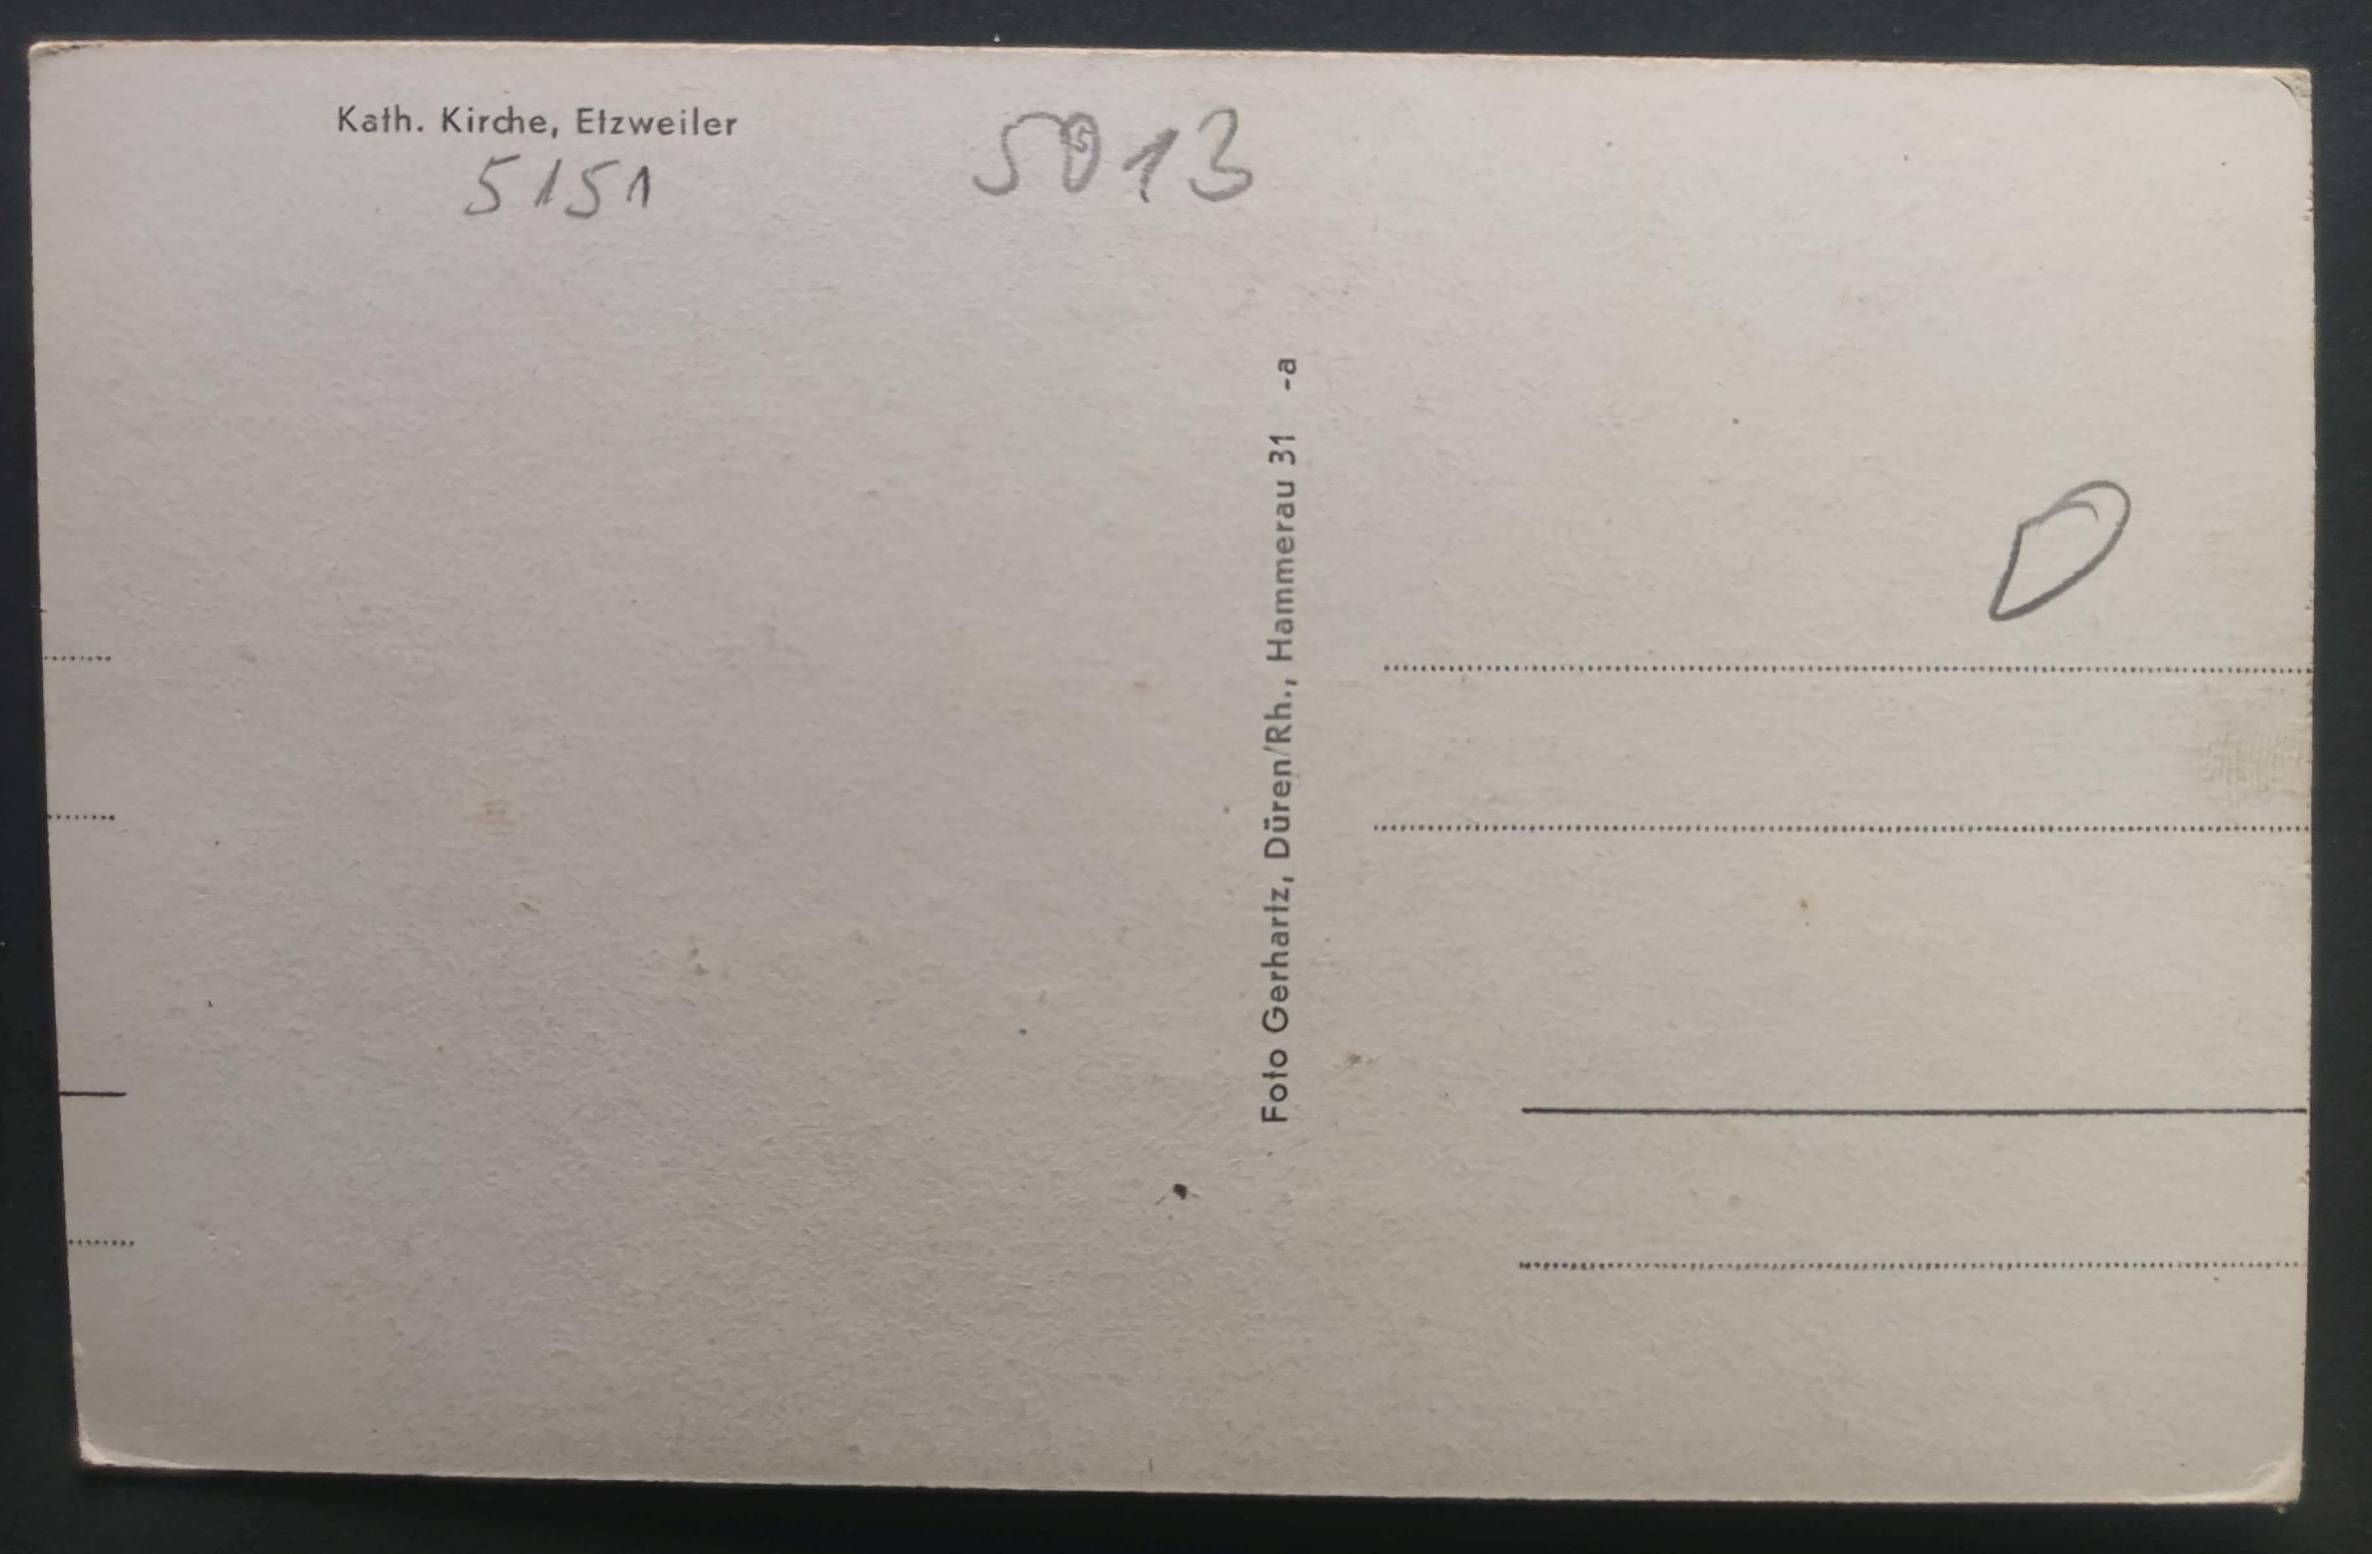 Kath. Kirche, Etzweiler
5151
5013
Foto Gerhartz, Düren/Rh., Hammerau 31 -a